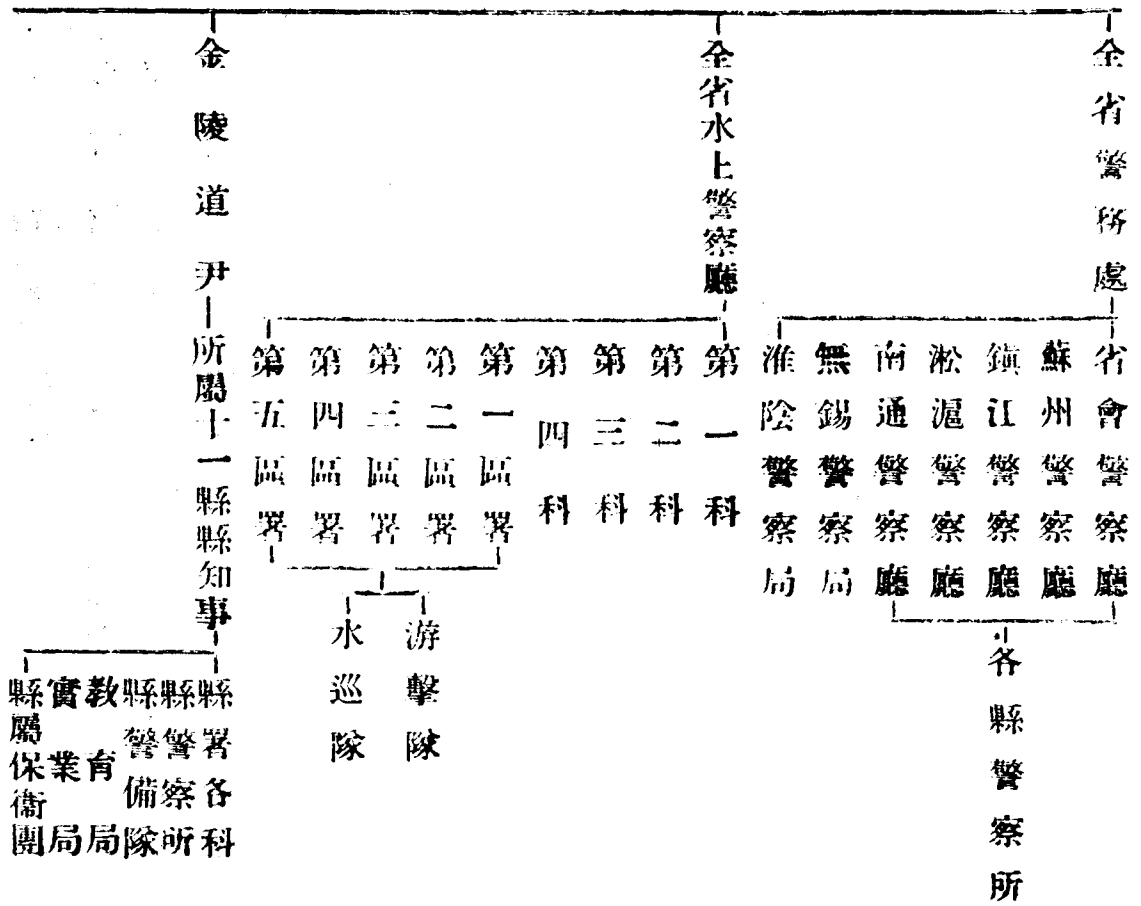 全省警務處
省會警察廳
蘇州警察廳
鎮江警察廳
淞滬警察廳
南通警察廳
無錫警察局
淮陰警察局
各縣警察所
全省水上警察廳
第一科
第二科
第三科
第四科
第一區署
第二區署
第三區署
第四區署
第五區署
游擊隊
水巡隊
金陵道尹
所屬十一縣縣知事
縣署各科
縣警察所
縣警備隊
教育局
實業局
縣屬保衞團